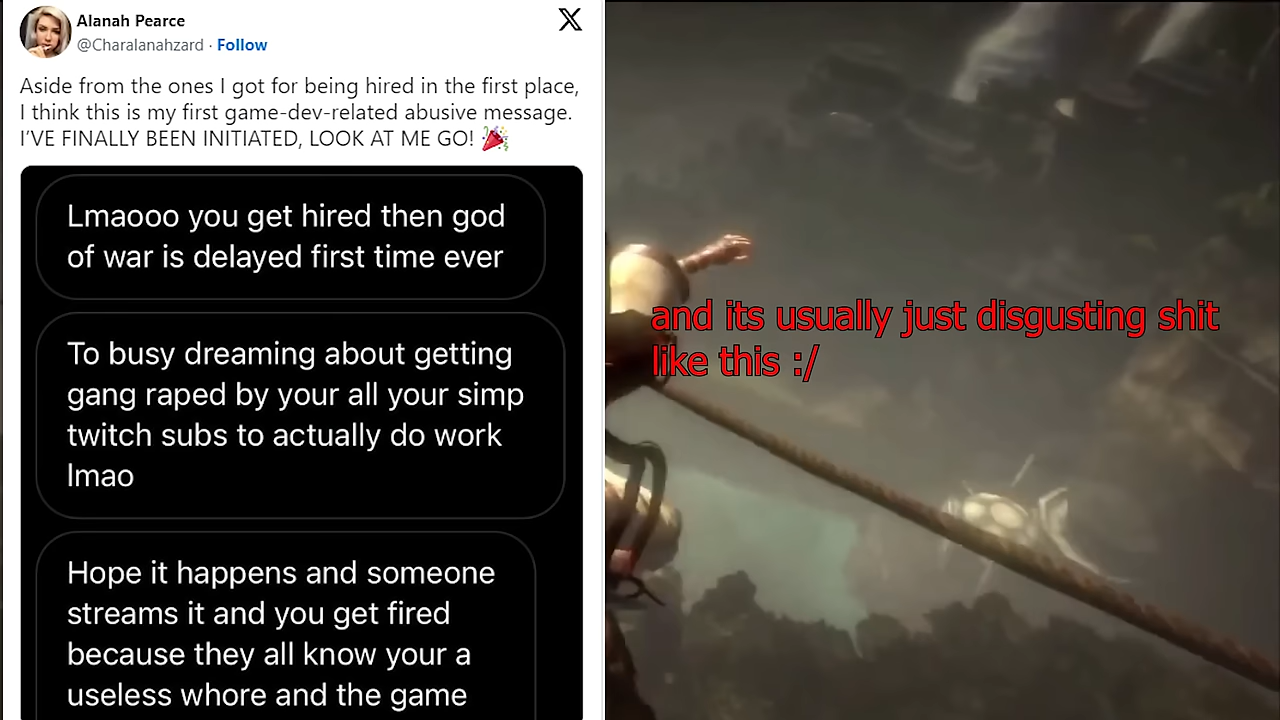 Alanah Pearce
@Charalanahzard · Follow
Aside from the ones I got for being hired in the first place,
I think this is my first game-dev-related abusive message.
I'VE FINALLY BEEN INITIATED, LOOK AT ME GO! 🎉
Lmaooo you get hired then god
of war is delayed first time ever
To busy dreaming about getting
gang raped by your all your simp
twitch subs to actually do work
lmao
Hope it happens and someone
streams it and you get fired
because they all know your a
useless whore and the game
and its usually just disgusting shit
like this :/